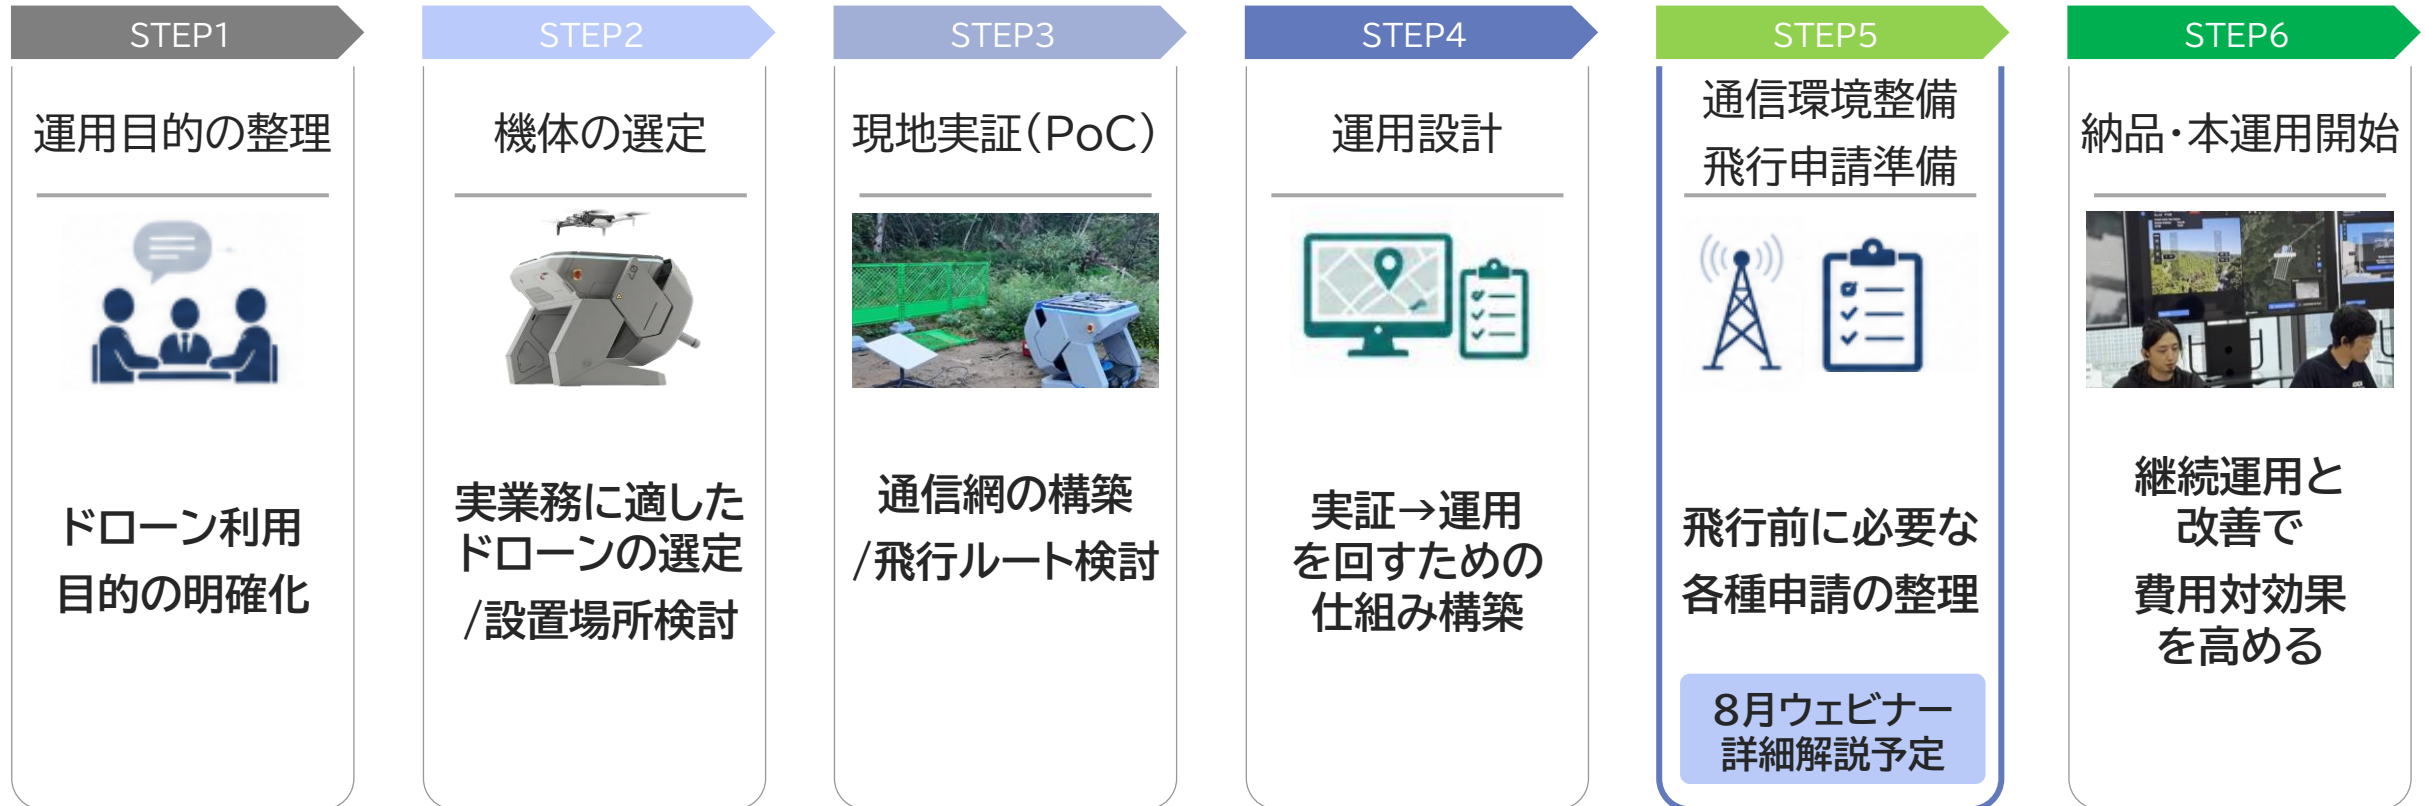 STEP1
運用目的の整理
ドローン利用
目的の明確化
STEP2
機体の選定
実業務に適した
ドローンの選定
/設置場所検討
STEP3
現地実証(PoC)
通信網の構築
/飛行ルート検討
STEP4
運用設計
実証→運用
を回すための
仕組み構築
STEP5
通信環境整備
飛行申請準備
飛行前に必要な
各種申請の整理
8月ウェビナー
詳細解説予定
STEP6
納品・本運用開始
継続運用と
改善で
費用対効果
を高める